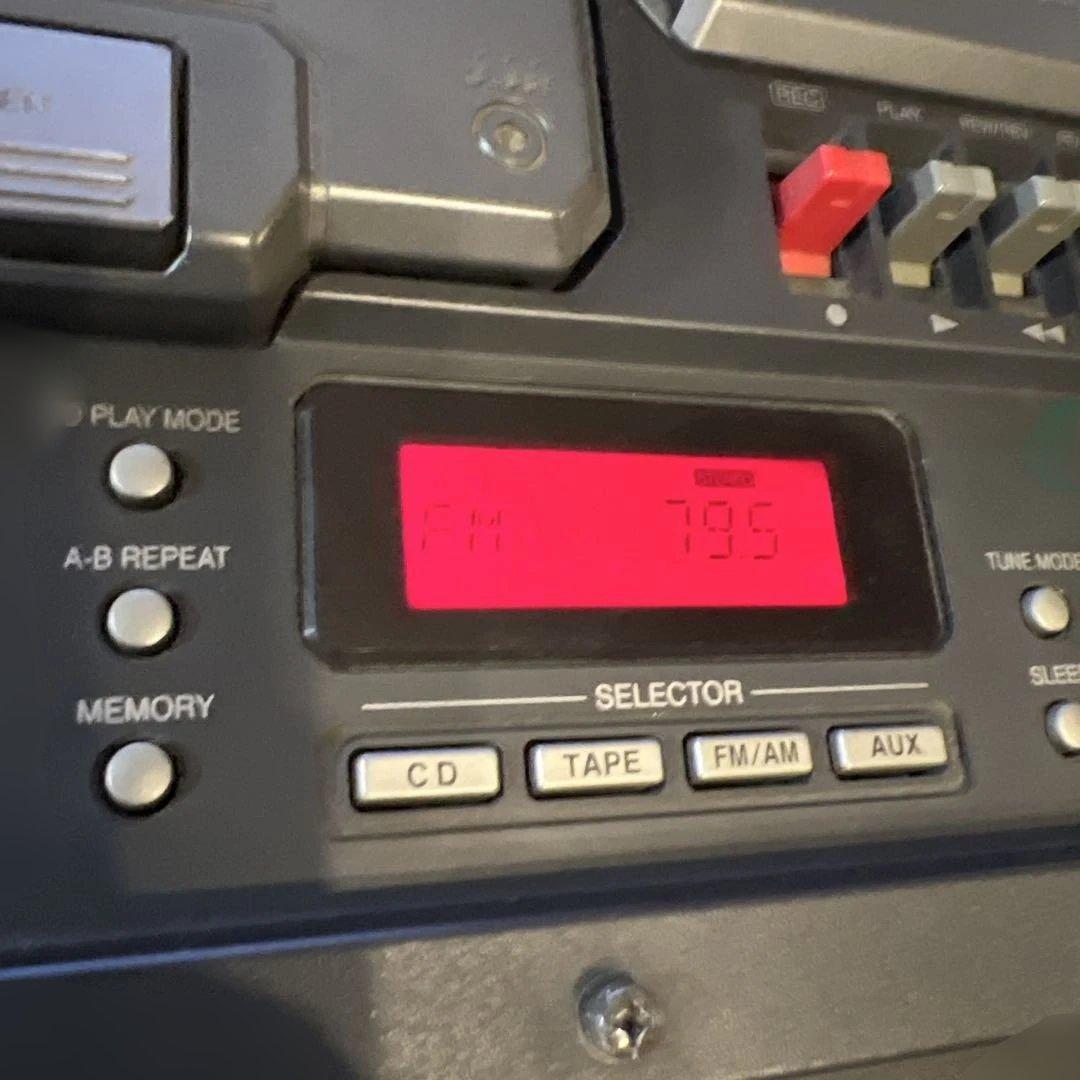 REC
PLAY
PLAY MODE
STEREO
FM 79.5
A-B REPEAT
TUNE MODE
MEMORY
SELECTOR
CD TAPE FM/AM AUX